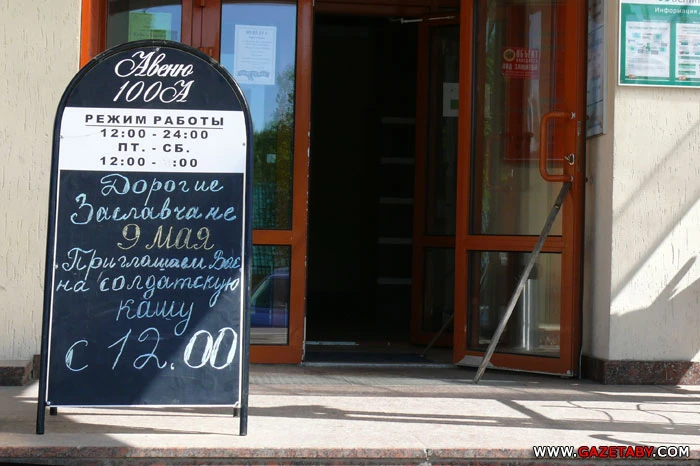 Авеню
100А
РЕЖИМ РАБОТЫ
12:00 - 24:00
ПТ. - СБ.
12:00 - :00
Дорогие
Заславчане
9 МАЯ
Приглашаем Вас
на солдатскую
кашу
с 12.00
Информация
WWW.GAZETABY.COM